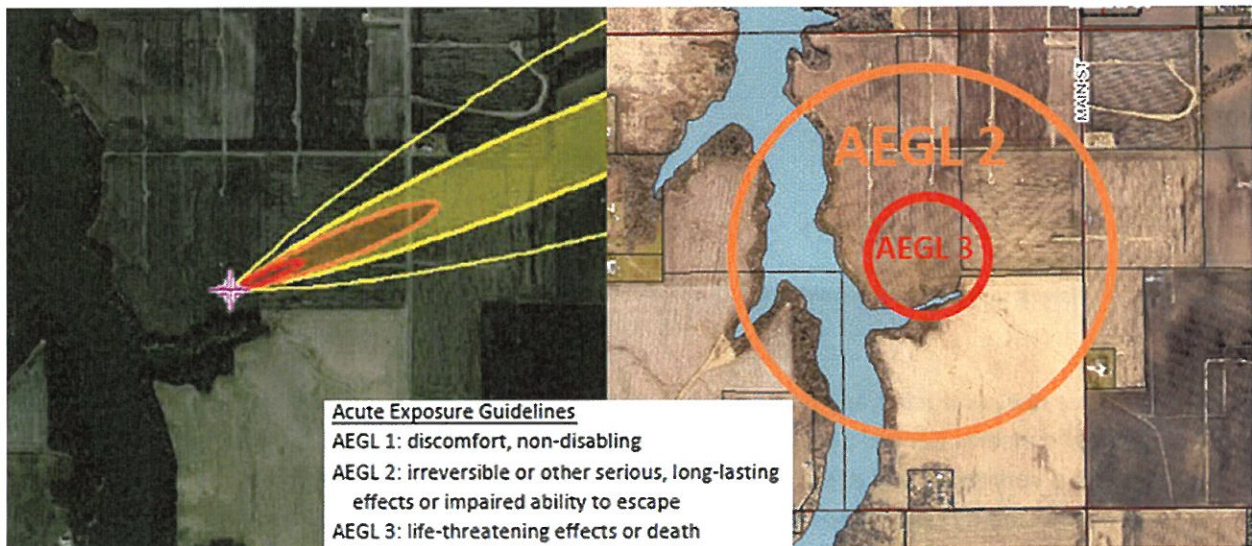 MAIN ST
AEGL 2
AEGL 3
Acute Exposure Guidelines
AEGL 1: discomfort, non-disabling
AEGL 2: irreversible or other serious, long-lasting
effects or impaired ability to escape
AEGL 3: life-threatening effects or death